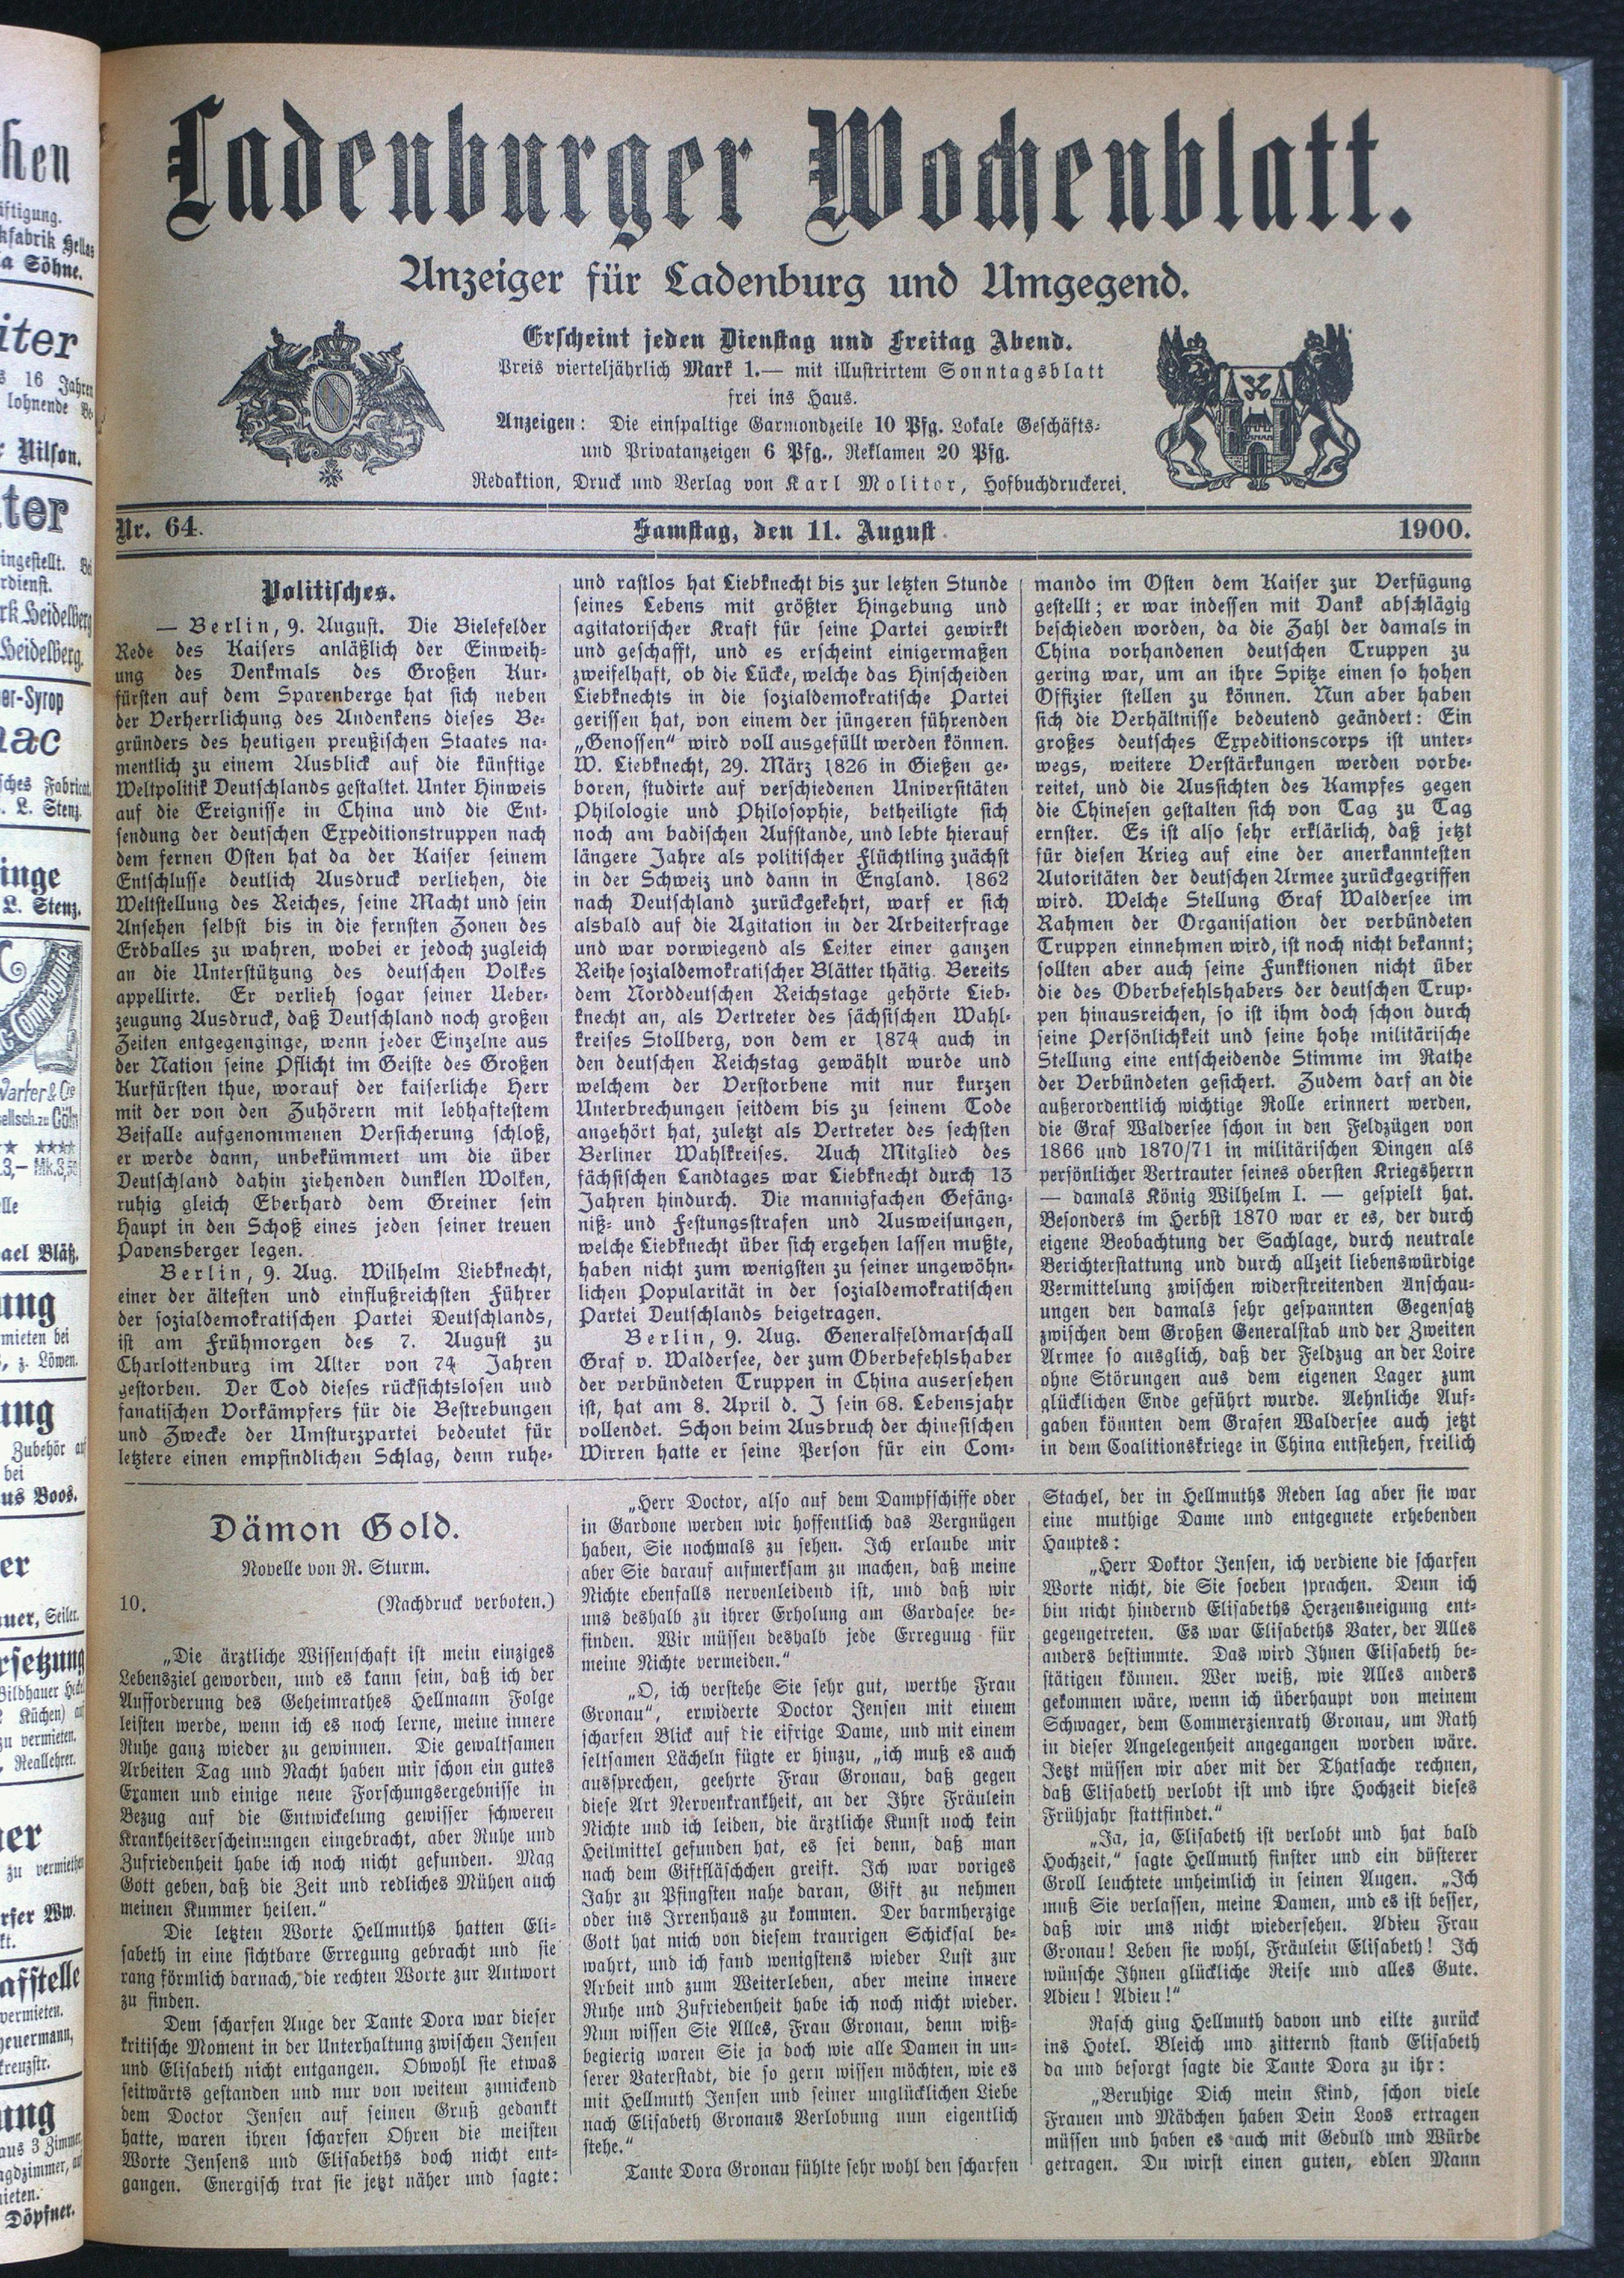 Ladenburger Wochenblatt.
Anzeiger für Ladenburg und Umgegend.
Erscheint jeden Dienstag und Freitag Abend.
Preis vierteljährlich Mark 1.— mit illustrirtem Sonntagsblatt
frei ins Haus.
Anzeigen: Die einspaltige Garmondzeile 10 Pfg. Lokale Geschäfts-
und Privatanzeigen 6 Pfg., Reklamen 20 Pfg.
Redaktion, Druck und Verlag von Karl Molitor, Hofbuchdruckerei.
Nr. 64.
Samstag, den 11. August
1900.
Politisches.
— Berlin, 9. August. Die Bielefelder
Rede des Kaisers anläßlich der Einweih-
ung des Denkmals des Großen Kur-
fürsten auf dem Sparenberge hat sich neben
der Verherrlichung des Andenkens dieses Be-
gründers des heutigen preußischen Staates na-
mentlich zu einem Ausblick auf die künftige
Weltpolitik Deutschlands gestaltet. Unter Hinweis
auf die Ereignisse in China und die Ent-
sendung der deutschen Expeditionstruppen nach
dem fernen Osten hat da der Kaiser seinem
Entschlusse deutlich Ausdruck verliehen, die
Weltstellung des Reiches, seine Macht und sein
Ansehen selbst bis in die fernsten Zonen des
Erdballes zu wahren, wobei er jedoch zugleich
an die Unterstützung des deutschen Volkes
appellirte. Er verlieh sogar seiner Ueber-
zeugung Ausdruck, daß Deutschland noch großen
Zeiten entgegenginge, wenn jeder Einzelne aus
der Nation seine Pflicht im Geiste des Großen
Kurfürsten thue, worauf der kaiserliche Herr
mit der von den Zuhörern mit lebhaftestem
Beifalle aufgenommenen Versicherung schloß,
er werde dann, unbekümmert um die über
Deutschland dahin ziehenden dunklen Wolken,
ruhig gleich Eberhard dem Greiner sein
Haupt in den Schoß eines jeden seiner treuen
Pavensberger legen.
Berlin, 9. Aug. Wilhelm Liebknecht,
einer der ältesten und einflußreichsten Führer
der sozialdemokratischen Partei Deutschlands,
ist am Frühmorgen des 7. August zu
Charlottenburg im Alter von 74 Jahren
gestorben. Der Tod dieses rücksichtslosen und
fanatischen Vorkämpfers für die Bestrebungen
und Zwecke der Umsturzpartei bedeutet für
letztere einen empfindlichen Schlag, denn ruhe-
und rastlos hat Liebknecht bis zur letzten Stunde
seines Lebens mit größter Hingebung und
agitatorischer Kraft für seine Partei gewirkt
und geschafft, und es erscheint einigermaßen
zweifelhaft, ob die Lücke, welche das Hinscheiden
Liebknechts in die sozialdemokratische Partei
gerissen hat, von einem der jüngeren führenden
„Genossen“ wird voll ausgefüllt werden können.
W. Liebknecht, 29. März 1826 in Gießen ge-
boren, studirte auf verschiedenen Universitäten
Philologie und Philosophie, betheiligte sich
noch am badischen Aufstande, und lebte hierauf
längere Jahre als politischer Flüchtling zuächst
in der Schweiz und dann in England. 1862
nach Deutschland zurückgekehrt, warf er sich
alsbald auf die Agitation in der Arbeiterfrage
und war vorwiegend als Leiter einer ganzen
Reihe sozialdemokratischer Blätter thätig. Bereits
dem Norddeutschen Reichstage gehörte Lieb-
knecht an, als Vertreter des sächsischen Wahl-
kreises Stollberg, von dem er 1874 auch in
den deutschen Reichstag gewählt wurde und
welchem der Verstorbene mit nur kurzen
Unterbrechungen seitdem bis zu seinem Tode
angehört hat, zuletzt als Vertreter des sechsten
Berliner Wahlkreises. Auch Mitglied des
sächsischen Landtages war Liebknecht durch 13
Jahren hindurch. Die mannigfachen Gefäng-
niß- und Festungsstrafen und Ausweisungen,
welche Liebknecht über sich ergehen lassen mußte,
haben nicht zum wenigsten zu seiner ungewöhn-
lichen Popularität in der sozialdemokratischen
Partei Deutschlands beigetragen.
Berlin, 9. Aug. Generalfeldmarschall
Graf v. Waldersee, der zum Oberbefehlshaber
der verbündeten Truppen in China ausersehen
ist, hat am 8. April d. J sein 68. Lebensjahr
vollendet. Schon beim Ausbruch der chinesischen
Wirren hatte er seine Person für ein Com-
mando im Osten dem Kaiser zur Verfügung
gestellt; er war indessen mit Dank abschlägig
beschieden worden, da die Zahl der damals in
China vorhandenen deutschen Truppen zu
gering war, um an ihre Spitze einen so hohen
Offizier stellen zu können. Nun aber haben
sich die Verhältnisse bedeutend geändert: Ein
großes deutsches Expeditionscorps ist unter-
wegs, weitere Verstärkungen werden vorbe-
reitet, und die Aussichten des Kampfes gegen
die Chinesen gestalten sich von Tag zu Tag
ernster. Es ist also sehr erklärlich, daß jetzt
für diesen Krieg auf eine der anerkanntesten
Autoritäten der deutschen Armee zurückgegriffen
wird. Welche Stellung Graf Waldersee im
Rahmen der Organisation der verbündeten
Truppen einnehmen wird, ist noch nicht bekannt;
sollten aber auch seine Funktionen nicht über
die des Oberbefehlshabers der deutschen Trup-
pen hinausreichen, so ist ihm doch schon durch
seine Persönlichkeit und seine hohe militärische
Stellung eine entscheidende Stimme im Rathe
der Verbündeten gesichert. Zudem darf an die
außerordentlich wichtige Rolle erinnert werden,
die Graf Waldersee schon in den Feldzügen von
1866 und 1870/71 in militärischen Dingen als
persönlicher Vertrauter seines obersten Kriegsherrn
— damals König Wilhelm I. — gespielt hat.
Besonders im Herbst 1870 war er es, der durch
eigene Beobachtung der Sachlage, durch neutrale
Berichterstattung und durch allzeit liebenswürdige
Vermittelung zwischen widerstreitenden Anschau-
ungen den damals sehr gespannten Gegensatz
zwischen dem Großen Generalstab und der Zweiten
Armee so ausglich, daß der Feldzug an der Loire
ohne Störungen aus dem eigenen Lager zum
glücklichen Ende geführt wurde. Aehnliche Auf-
gaben könnten dem Grafen Waldersee auch jetzt
in dem Coalitionskriege in China entstehen, freilich
Dämon Gold.
Novelle von R. Sturm.
10.
(Nachdruck verboten.)
„Die ärztliche Wissenschaft ist mein einziges
Lebensziel geworden, und es kann sein, daß ich der
Aufforderung des Geheimrathes Hellmann Folge
leisten werde, wenn ich es noch lerne, meine innere
Ruhe ganz wieder zu gewinnen. Die gewaltsamen
Arbeiten Tag und Nacht haben mir schon ein gutes
Examen und einige neue Forschungsergebnisse in
Bezug auf die Entwickelung gewisser schweren
Krankheitserscheinungen eingebracht, aber Ruhe und
Zufriedenheit habe ich noch nicht gefunden. Mag
Gott geben, daß die Zeit und redliches Mühen auch
meinen Kummer heilen.“
Die letzten Worte Hellmuths hatten Eli-
sabeth in eine sichtbare Erregung gebracht und sie
rang förmlich darnach, die rechten Worte zur Antwort
zu finden.
Dem scharfen Auge der Tante Dora war dieser
kritische Moment in der Unterhaltung zwischen Jensen
und Elisabeth nicht entgangen. Obwohl sie etwas
seitwärts gestanden und nur von weitem zunickend
dem Doctor Jensen auf seinen Gruß gedankt
hatte, waren ihren scharfen Ohren die meisten
Worte Jensens und Elisabeths doch nicht ent-
gangen. Energisch trat sie jetzt näher und sagte:
„Herr Doctor, also auf dem Dampfschiffe oder
in Gardone werden wir hoffentlich das Vergnügen
haben, Sie nochmals zu sehen. Ich erlaube mir
aber Sie darauf aufmerksam zu machen, daß meine
Nichte ebenfalls nervenleidend ist, und daß wir
uns deshalb zu ihrer Erholung am Gardasee be-
finden. Wir müssen deshalb jede Erregung für
meine Nichte vermeiden.“
„O, ich verstehe Sie sehr gut, werthe Frau
Gronau“, erwiderte Doctor Jensen mit einem
scharfen Blick auf die eifrige Dame, und mit einem
seltsamen Lächeln fügte er hinzu, „ich muß es auch
aussprechen, geehrte Frau Gronau, daß gegen
diese Art Nervenkrankheit, an der Ihre Fräulein
Nichte und ich leiden, die ärztliche Kunst noch kein
Heilmittel gefunden hat, es sei denn, daß man
nach dem Giftfläschchen greift. Ich war voriges
Jahr zu Pfingsten nahe daran, Gift zu nehmen
oder ins Irrenhaus zu kommen. Der barmherzige
Gott hat mich von diesem traurigen Schicksal be-
wahrt, und ich fand wenigstens wieder Lust zur
Arbeit und zum Weiterleben, aber meine innere
Ruhe und Zufriedenheit habe ich noch nicht wieder.
Nun wissen Sie Alles, Frau Gronau, denn wiß-
begierig waren Sie ja doch wie alle Damen in un-
serer Vaterstadt, die so gern wissen möchten, wie es
mit Hellmuth Jensen und seiner unglücklichen Liebe
nach Elisabeth Gronaus Verlobung nun eigentlich
stehe.“
Tante Dora Gronau fühlte sehr wohl den scharfen
Stachel, der in Hellmuths Reden lag aber sie war
eine muthige Dame und entgegnete erhebenden
Hauptes:
„Herr Doktor Jensen, ich verdiene die scharfen
Worte nicht, die Sie soeben sprachen. Denn ich
bin nicht hindernd Elisabeths Herzensneigung ent-
gegengetreten. Es war Elisabeths Vater, der Alles
anders bestimmte. Das wird Ihnen Elisabeth be-
stätigen können. Wer weiß, wie Alles anders
gekommen wäre, wenn ich überhaupt von meinem
Schwager, dem Commerzienrath Gronau, um Rath
in dieser Angelegenheit angegangen worden wäre.
Jetzt müssen wir aber mit der Thatsache rechnen,
daß Elisabeth verlobt ist und ihre Hochzeit dieses
Frühjahr stattfindet.“
„Ja, ja, Elisabeth ist verlobt und hat bald
Hochzeit,“ sagte Hellmuth finster und ein düsterer
Groll leuchtete unheimlich in seinen Augen. „Ich
muß Sie verlassen, meine Damen, und es ist besser,
daß wir uns nicht wiedersehen. Adieu Frau
Gronau! Leben sie wohl, Fräulein Elisabeth! Ich
wünsche Ihnen glückliche Reise und alles Gute.
Adieu! Adieu!“
Rasch ging Hellmuth davon und eilte zurück
ins Hotel. Bleich und zitternd stand Elisabeth
da und besorgt sagte die Tante Dora zu ihr:
„Beruhige Dich mein Kind, schon viele
Frauen und Mädchen haben Dein Loos ertragen
müssen und haben es auch mit Geduld und Würde
getragen. Du wirst einen guten, edlen Mann